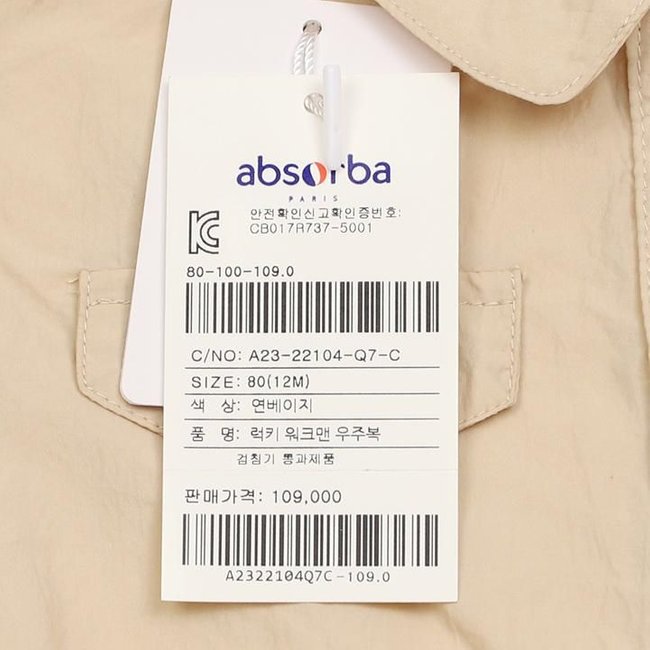 absorba
PARIS
안전확인신고확인증번호:
CB017A737-5001
80-100-109.0
C/NO: A23-22104-Q7-C
SIZE: 80(12M)
색 상: 연베이지
품 명: 럭키 워크맨 우주복
검침기 통과제품
판매가격: 109,000
A2322104Q7C-109.0